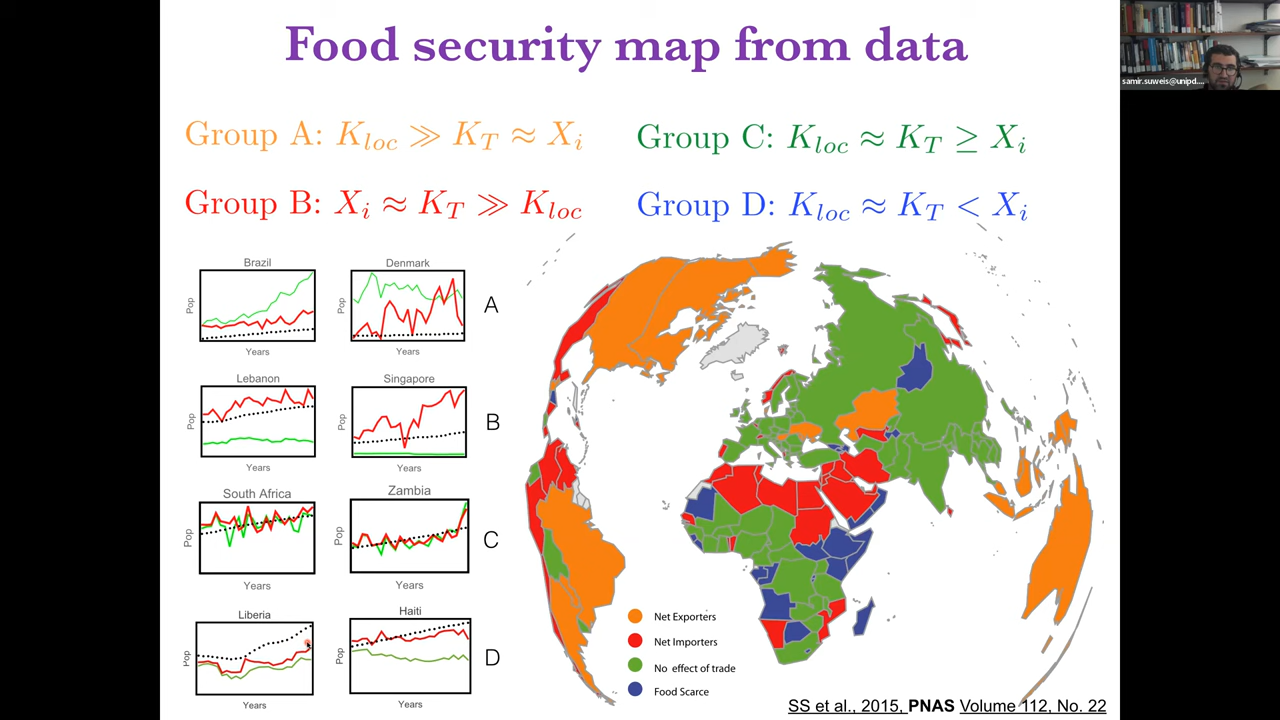 Food security map from data
samir.suweis@unipd....
Group A: K_loc ≫ K_T ≈ X_i
Group C: K_loc ≈ K_T ≥ X_i
Group B: X_i ≈ K_T ≫ K_loc
Group D: K_loc ≈ K_T < X_i
Brazil
Denmark
Pop
Pop
A
Years
Years
Lebanon
Singapore
Pop
Pop
B
Years
Years
South Africa
Zambia
Pop
Pop
C
Years
Years
Liberia
Haiti
Pop
Pop
D
Years
Years
Net Exporters
Net Importers
No effect of trade
Food Scarce
SS et al., 2015, PNAS Volume 112, No. 22